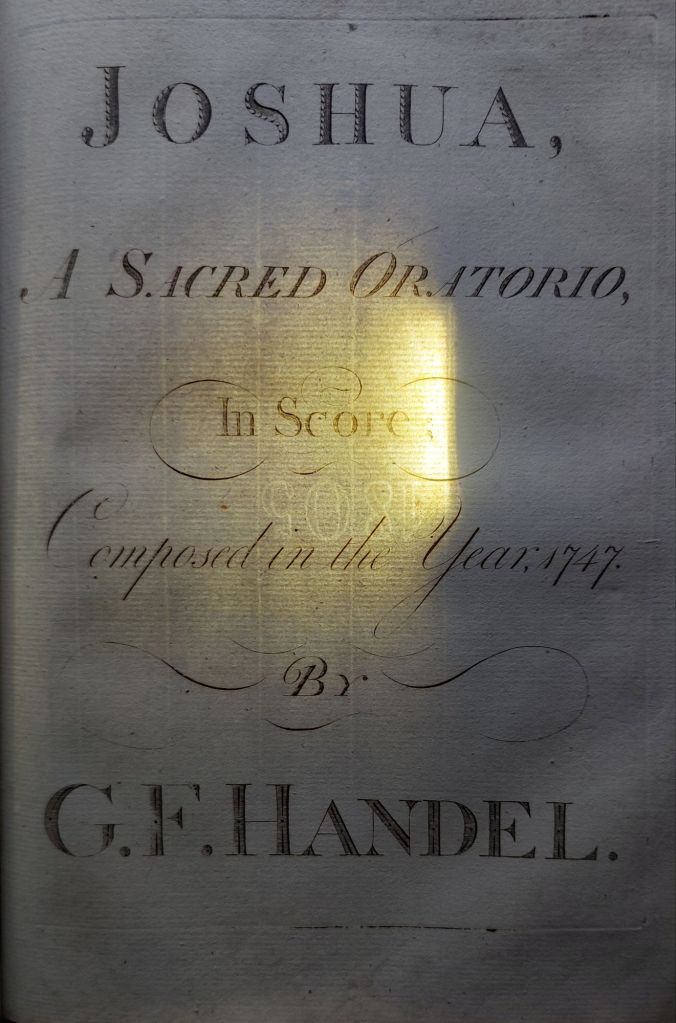 JOSHUA,
A SACRED ORATORIO,
In Score;
Composed in the Year, 1747.
By
G. F. HANDEL.